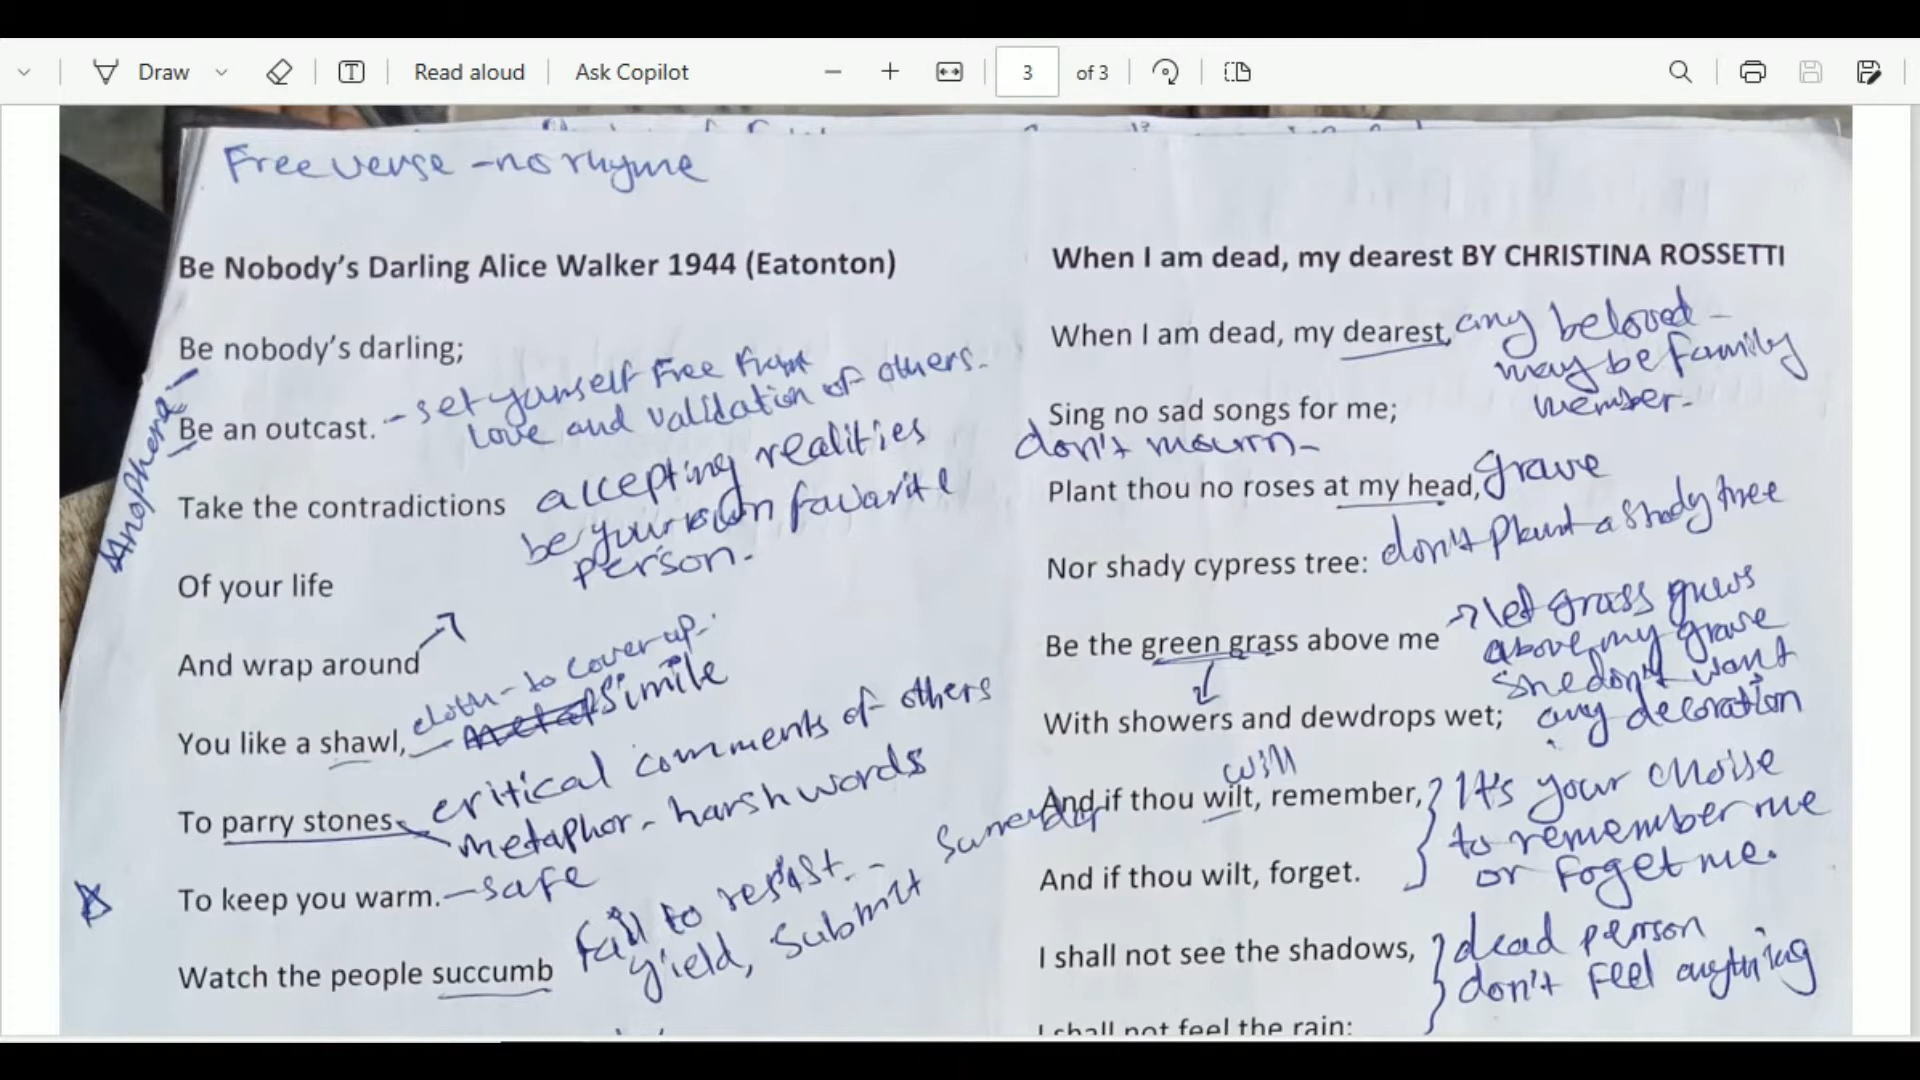 Draw
Read aloud
Ask Copilot
3
of 3
Free verse - no rhyme
Be Nobody's Darling Alice Walker 1944 (Eatonton)
Be nobody's darling;
Be an outcast. - set yourself free from
love and validation of others.
Anaphera
Take the contradictions
accepting realities
be your own favarite
person.
Of your life
And wrap around
You like a shawl,
cloth - to cover up.
Simile
To parry stones
critical comments of others
metaphor - harsh words
To keep you warm. - safe
Watch the people succumb
fail to resist. - Surrender
yield, Submit
When I am dead, my dearest BY CHRISTINA ROSSETTI
When I am dead, my dearest, any beloved -
may be family
member.
Sing no sad songs for me;
don't mourn -
Plant thou no roses at my head, grave
Nor shady cypress tree: don't plant a shady tree
Be the green grass above me
let grass grows
above my grave
she don't want
any decoration
With showers and dewdrops wet;
will
And if thou wilt, remember,
And if thou wilt, forget.
It's your choise
to remember me
or foget me.
I shall not see the shadows,
dead person
don't feel anything
I shall not feel the rain: